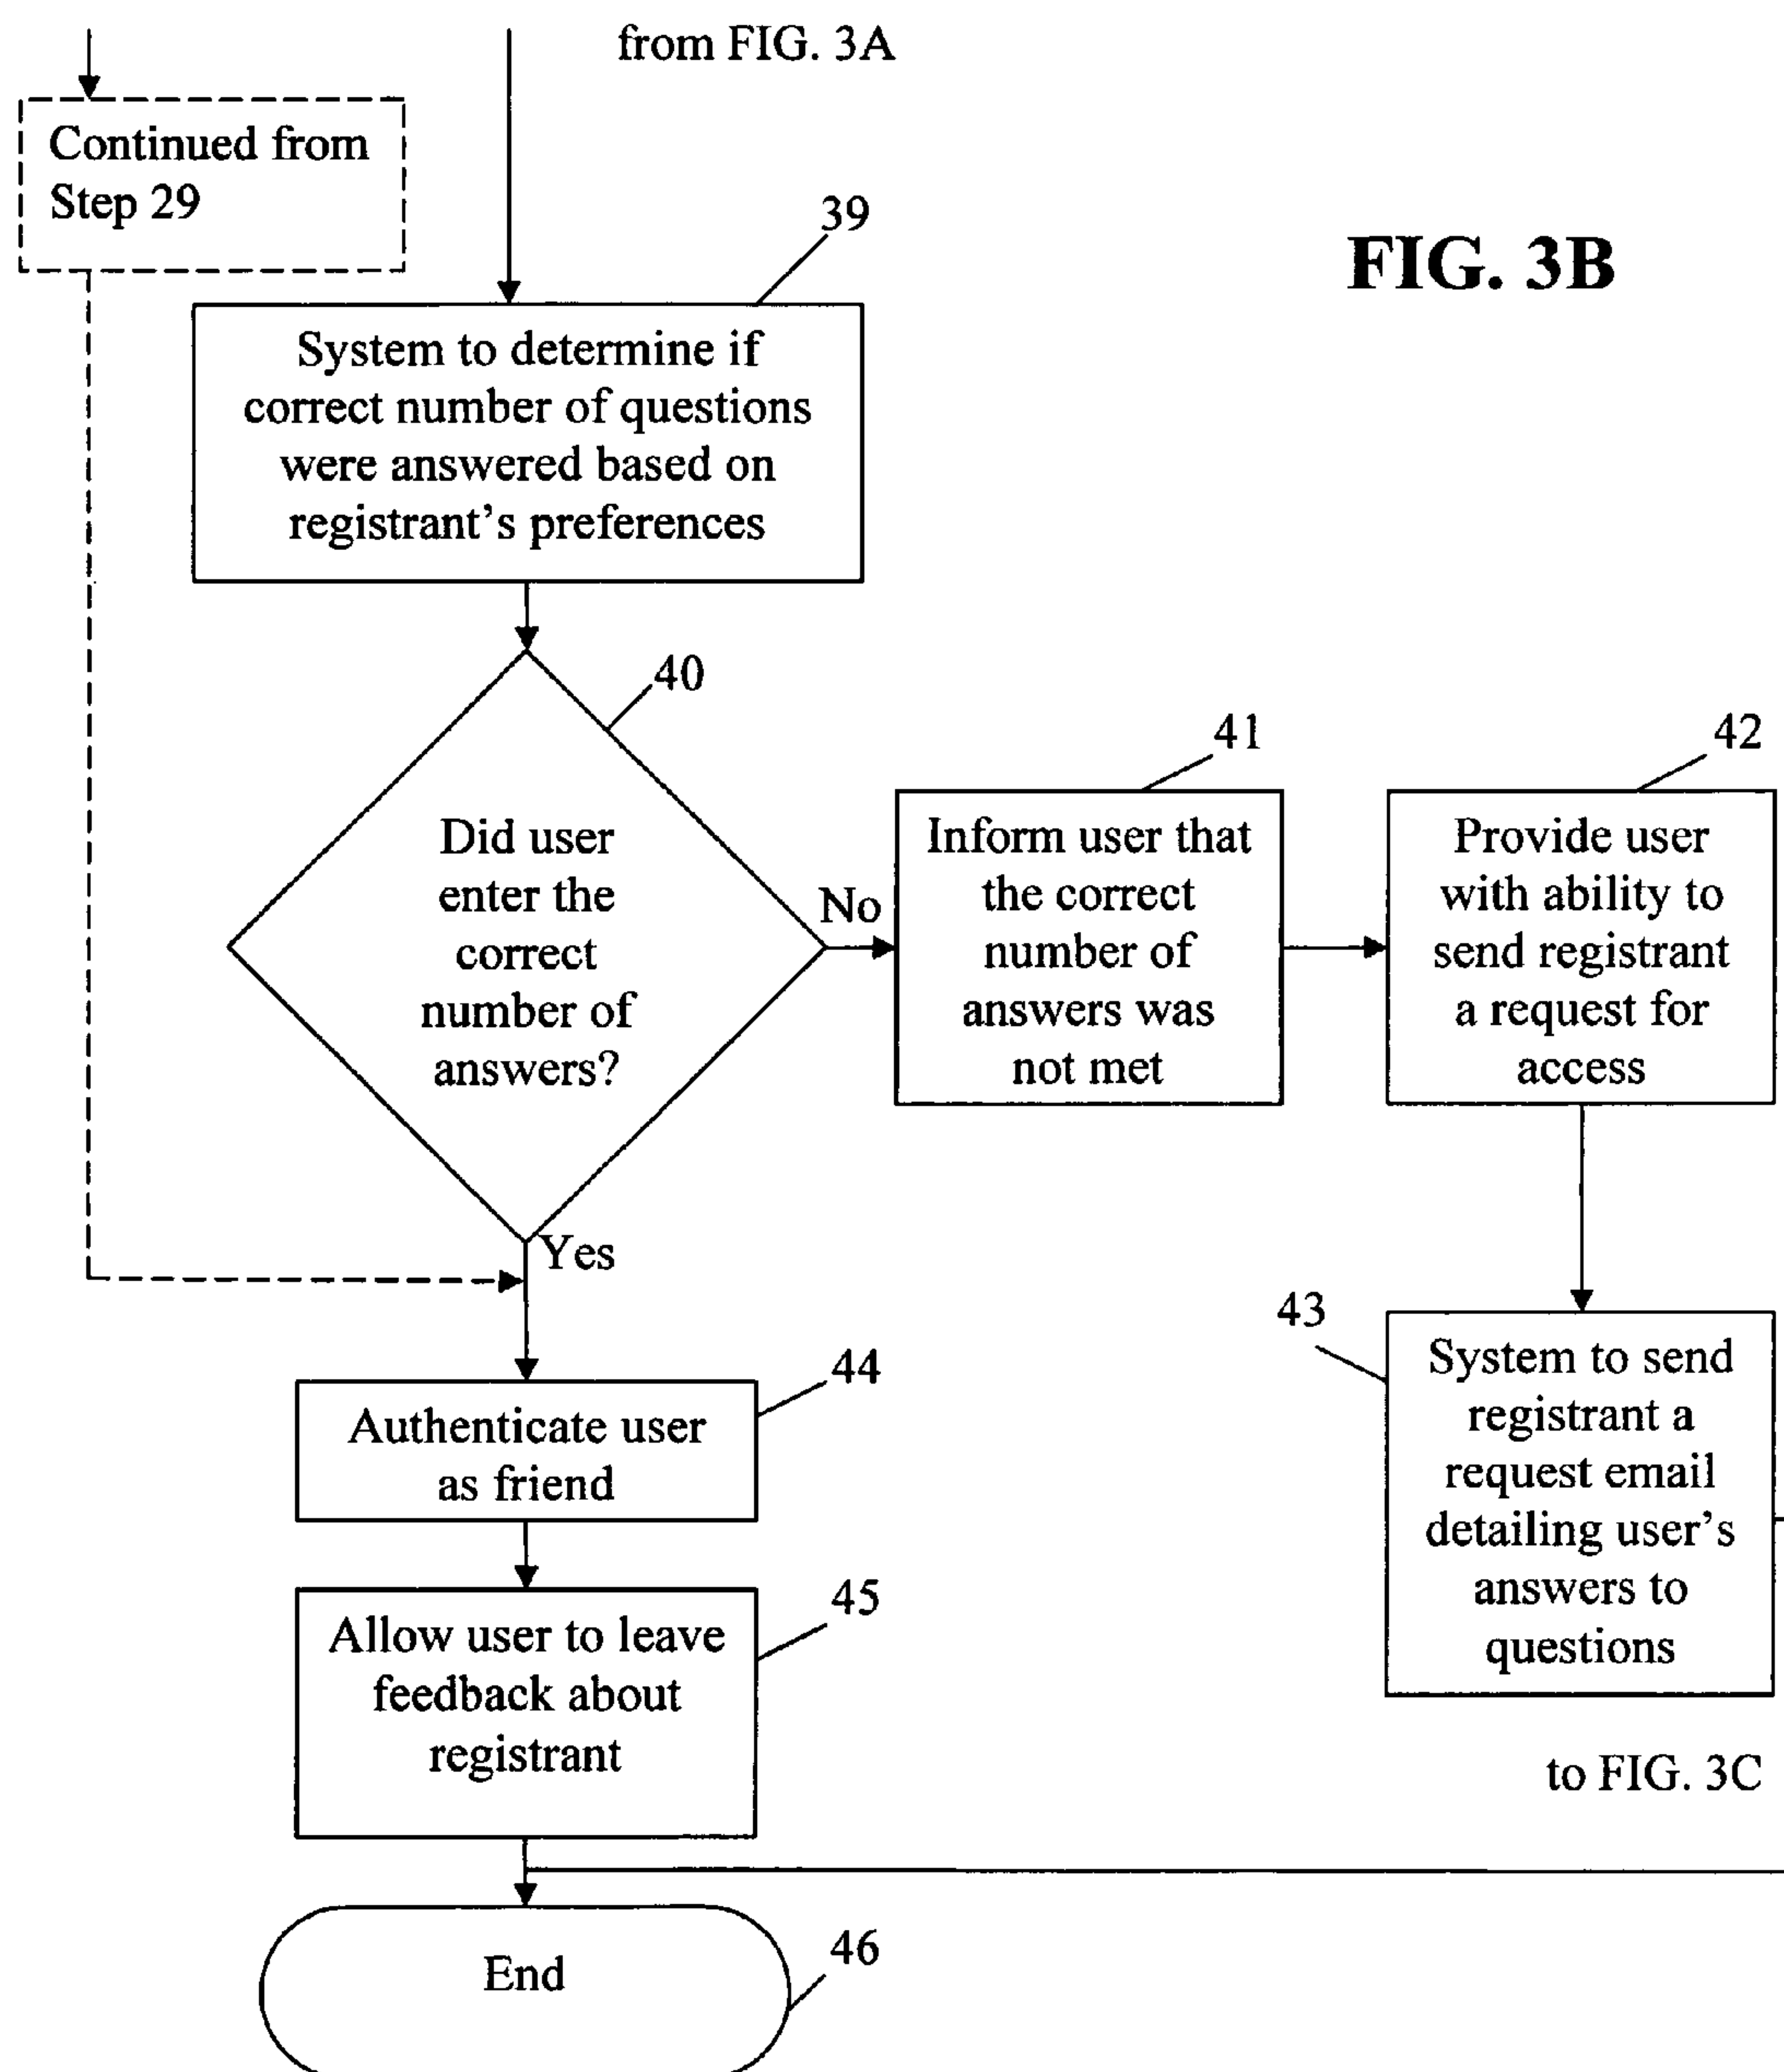 from FIG. 3A
Continued from
Step 29
39
FIG. 3B
System to determine if
correct number of questions
were answered based on
registrant's preferences
40
Did user
enter the
correct
number of
answers?
No
41
Inform user that
the correct
number of
answers was
not met
42
Provide user
with ability to
send registrant
a request for
access
Yes
43
System to send
registrant a
request email
detailing user's
answers to
questions
44
Authenticate user
as friend
45
Allow user to leave
feedback about
registrant
to FIG. 3C
End
46